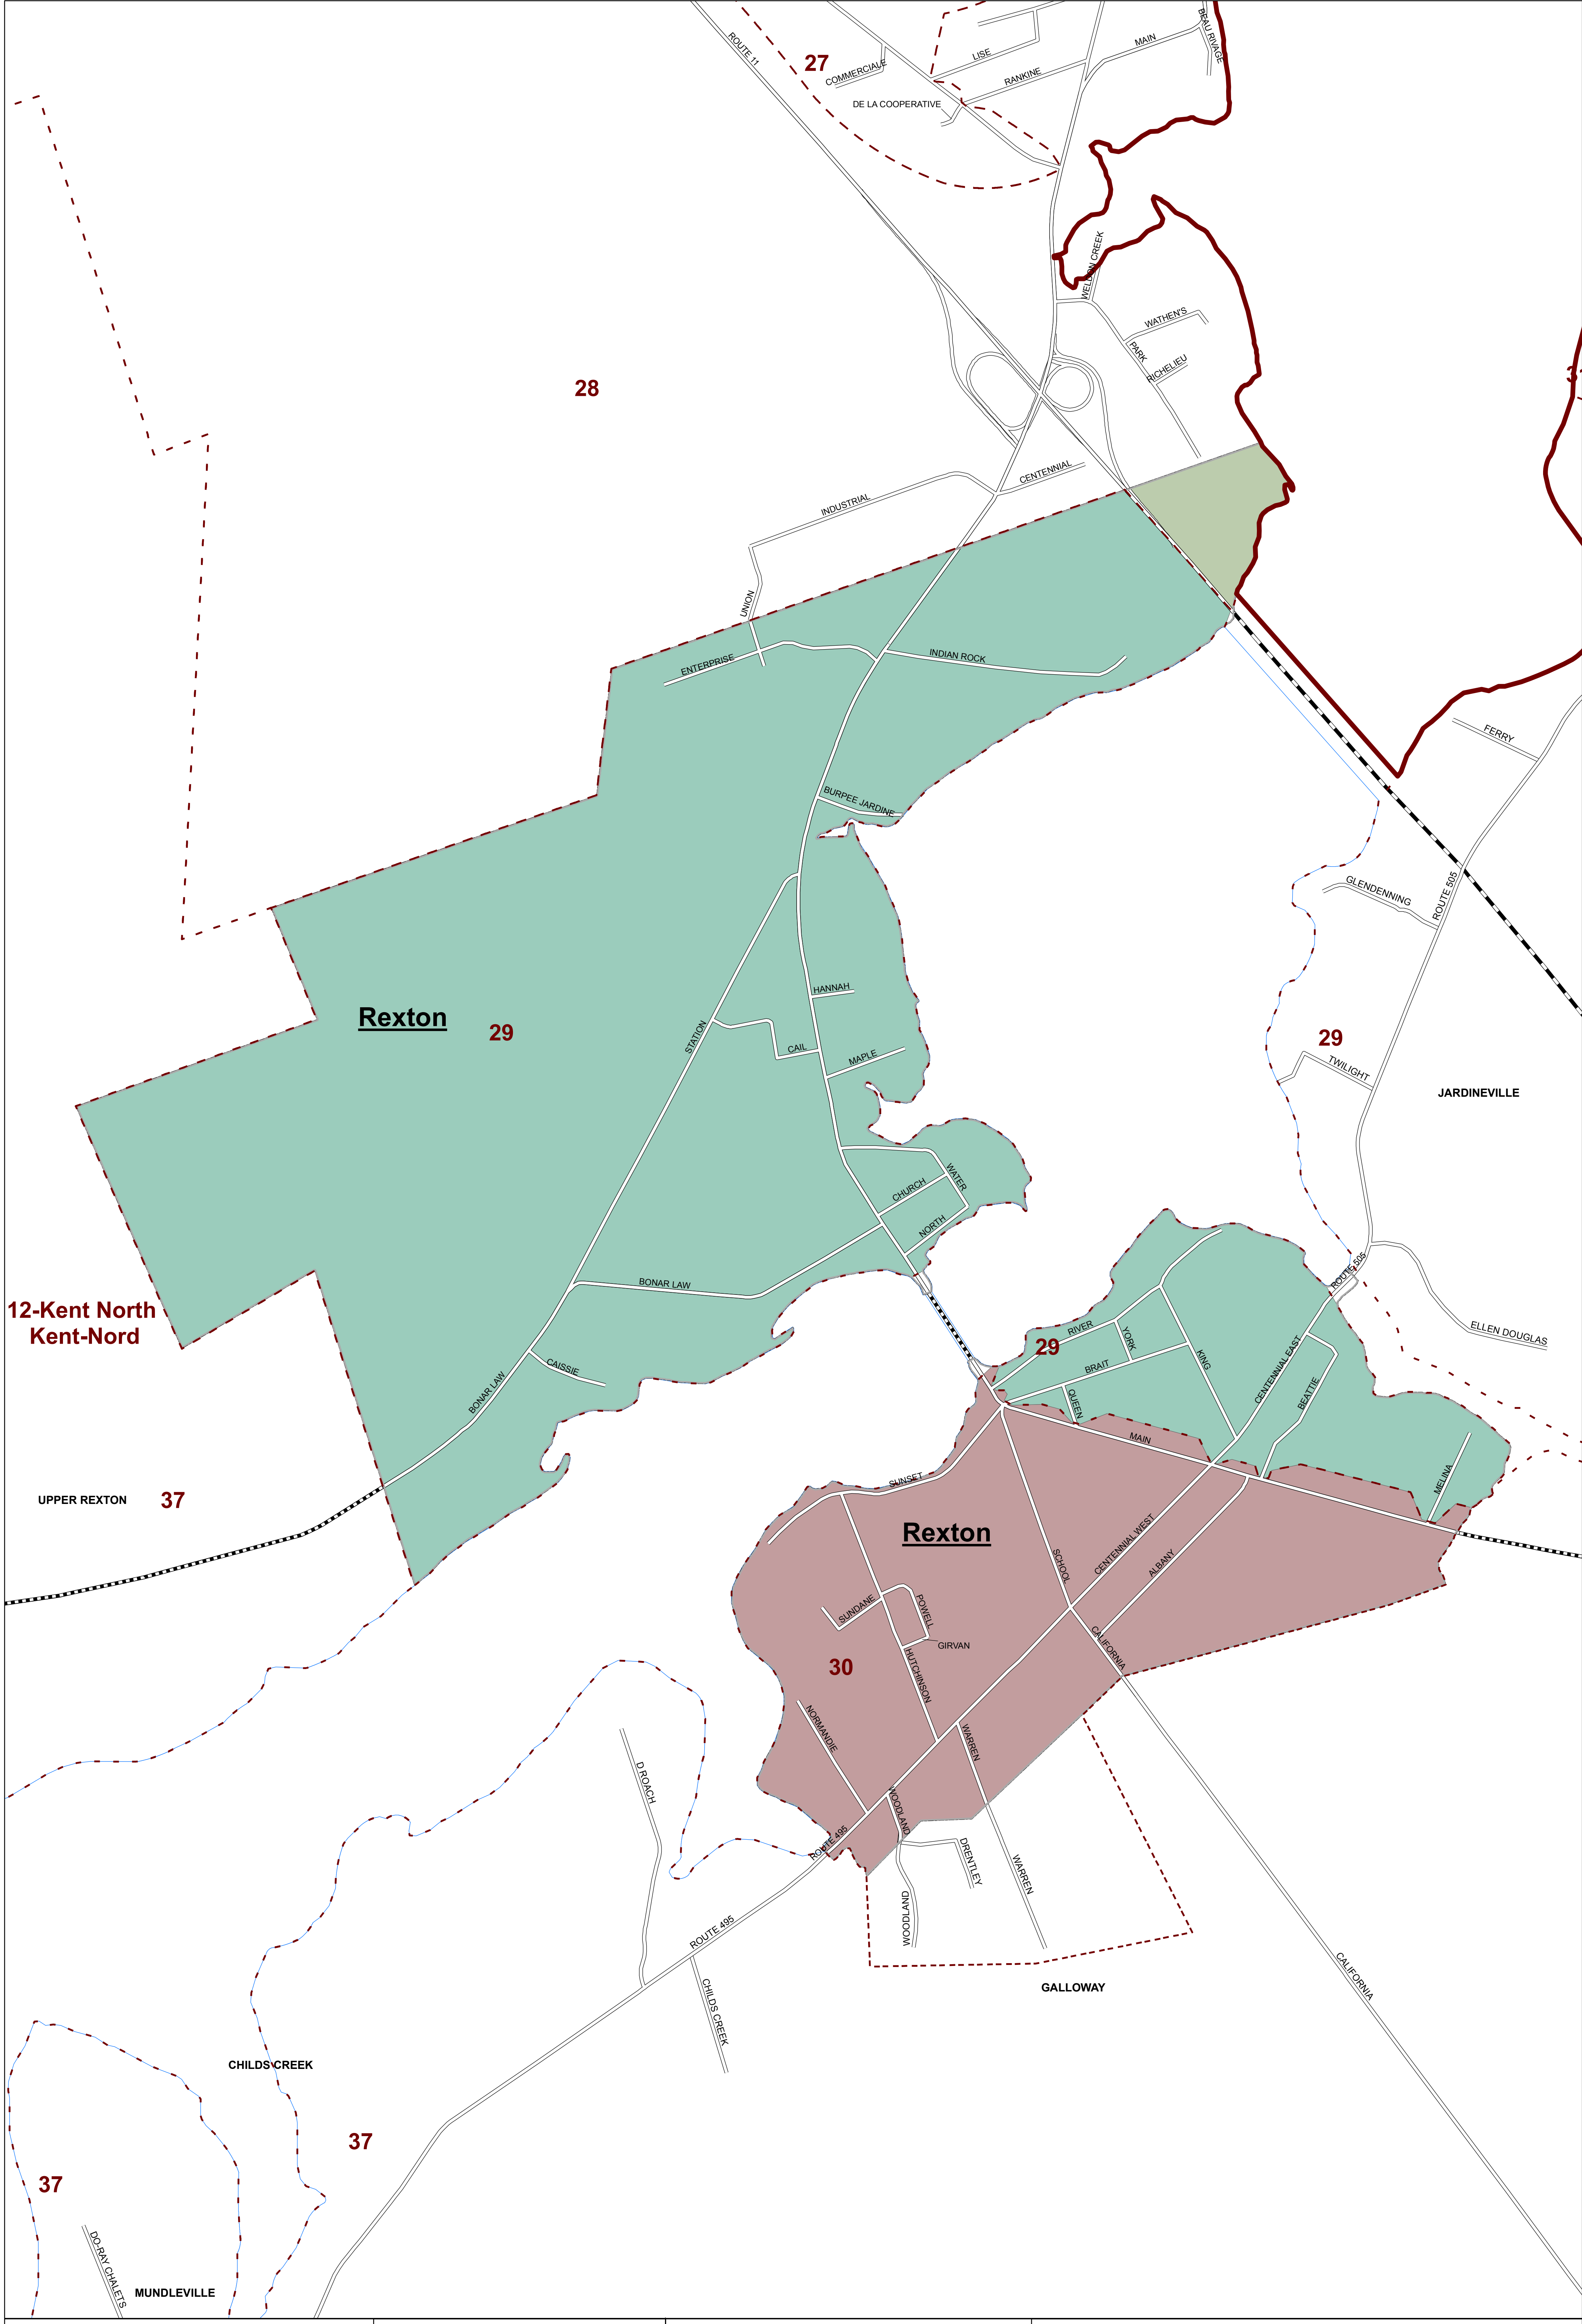 BEAU RIVAGE
ROUTE 11
27
LISE
MAIN
COMMERCIALE
RANKINE
DE LA COOPERATIVE
WELDON CREEK
WATHEN'S
PARK
RICHELIEU
28
CENTENNIAL
INDUSTRIAL
UNION
ENTERPRISE
INDIAN ROCK
FERRY
BURPEE JARDINE
GLENDENNING
ROUTE 505
HANNAH
Rexton
29
STATION
CAIL
MAPLE
29
TWILIGHT
JARDINEVILLE
WATER
CHURCH
NORTH
BONAR LAW
ROUTE 505
12-Kent North
Kent-Nord
RIVER
YORK
29
KING
BRAIT
ELLEN DOUGLAS
CAISSIE
BONAR LAW
QUEEN
CENTENNIAL EAST
BEATTIE
MAIN
SUNSET
MELINA
UPPER REXTON
37
Rexton
SCHOOL
CENTENNIAL WEST
ALBANY
SUNDANE
POWELL
GIRVAN
CALIFORNIA
HUTCHINSON
30
NORMANDIE
WARREN
D ROACH
WOODLAND
ROUTE 495
DRENTLEY
WARREN
WOODLAND
ROUTE 495
CALIFORNIA
CHILDS CREEK
GALLOWAY
CHILDS CREEK
37
37
DO-RAY CHALETS
MUNDLEVILLE